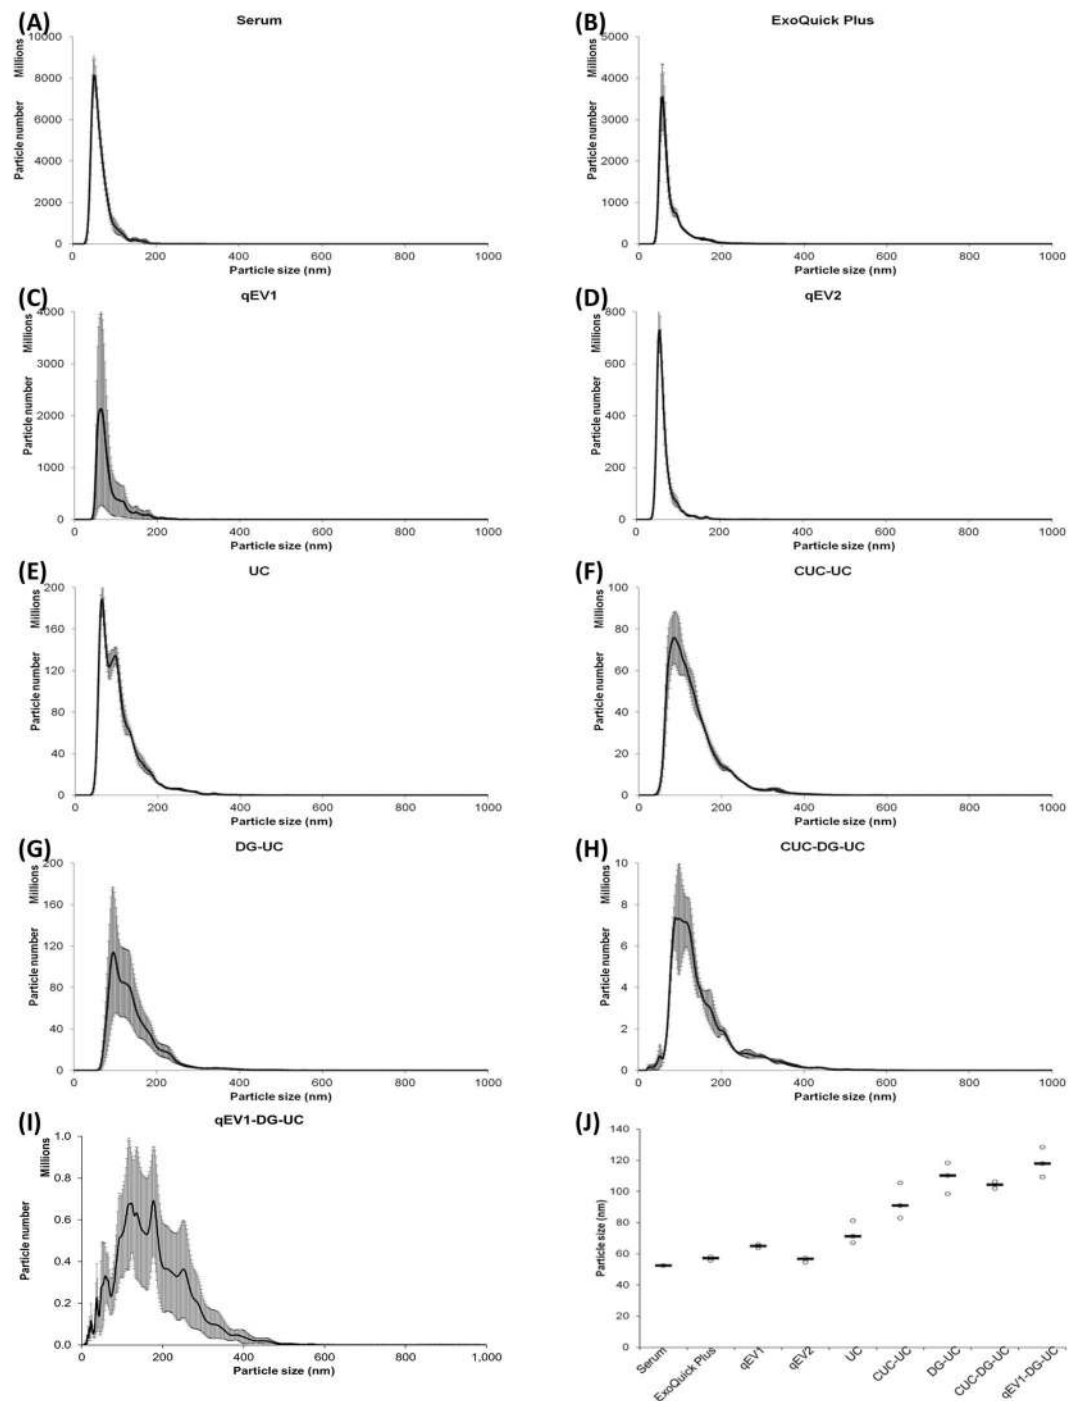 (A) Serum
Millions
Particle number
10000
8000
6000
4000
2000
0
0 200 400 600 800 1000
Particle size (nm)
(B) ExoQuick Plus
Millions
Particle number
5000
4000
3000
2000
1000
0
0 200 400 600 800 1000
Particle size (nm)
(C) qEV1
Millions
Particle number
4000
3000
2000
1000
0
0 200 400 600 800 1000
Particle size (nm)
(D) qEV2
Millions
Particle number
800
600
400
200
0
0 200 400 600 800 1000
Particle size (nm)
(E) UC
Millions
Particle number
200
160
120
80
40
0
0 200 400 600 800 1000
Particle size (nm)
(F) CUC-UC
Millions
Particle number
100
80
60
40
20
0
0 200 400 600 800 1000
Particle size (nm)
(G) DG-UC
Millions
Particle number
200
160
120
80
40
0
0 200 400 600 800 1000
Particle size (nm)
(H) CUC-DG-UC
Millions
Particle number
10
8
6
4
2
0
0 200 400 600 800 1000
Particle size (nm)
(I) qEV1-DG-UC
Millions
Particle number
1.0
0.8
0.6
0.4
0.2
0.0
0 200 400 600 800 1,000
Particle size (nm)
(J)
Particle size (nm)
140
120
100
80
60
40
20
0
Serum
ExoQuick Plus
qEV1
qEV2
UC
CUC-UC
DG-UC
CUC-DG-UC
qEV1-DG-UC